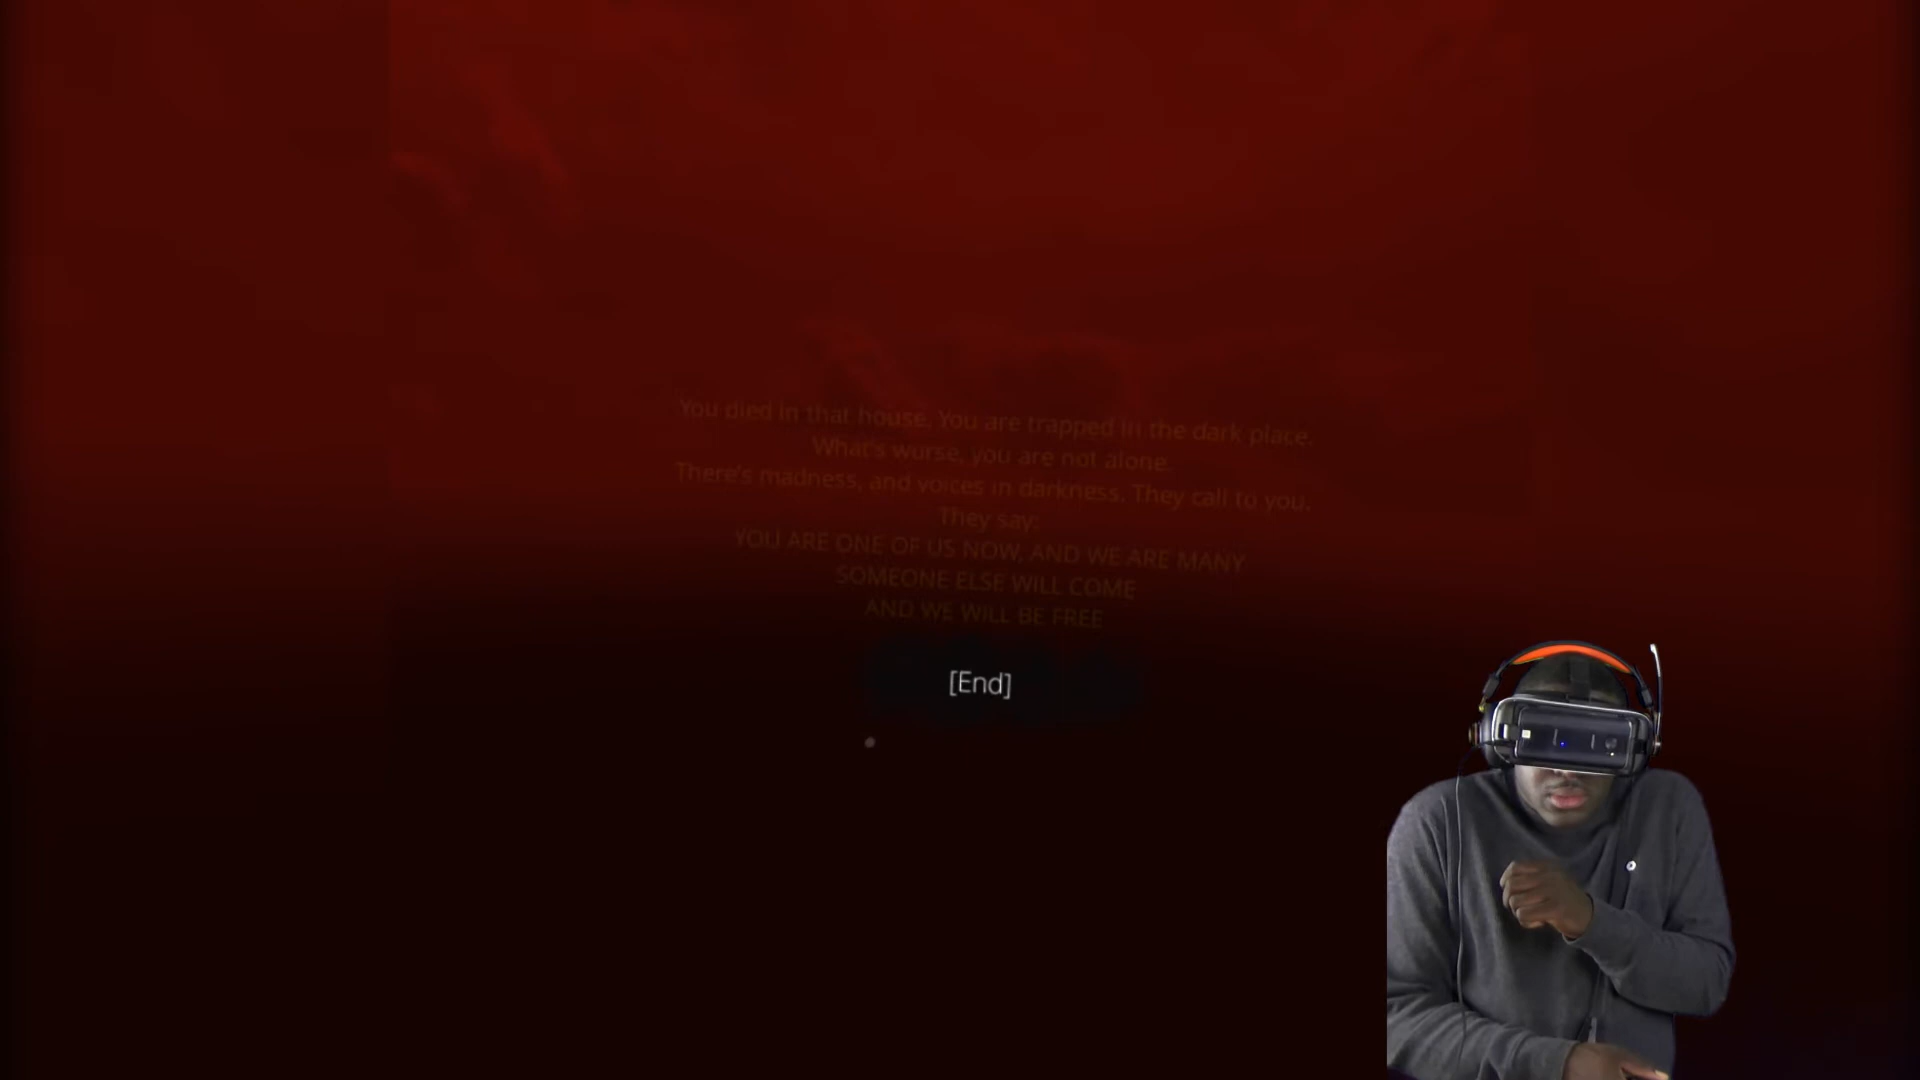 You died in that house. You are trapped in the dark place.
What's wurse, you are not alone.
There's madness, and voices in darkness. They call to you.
They say:
YOU ARE ONE OF US NOW, AND WE ARE MANY
SOMEONE ELSE WILL COME
AND WE WILL BE FREE
[End]